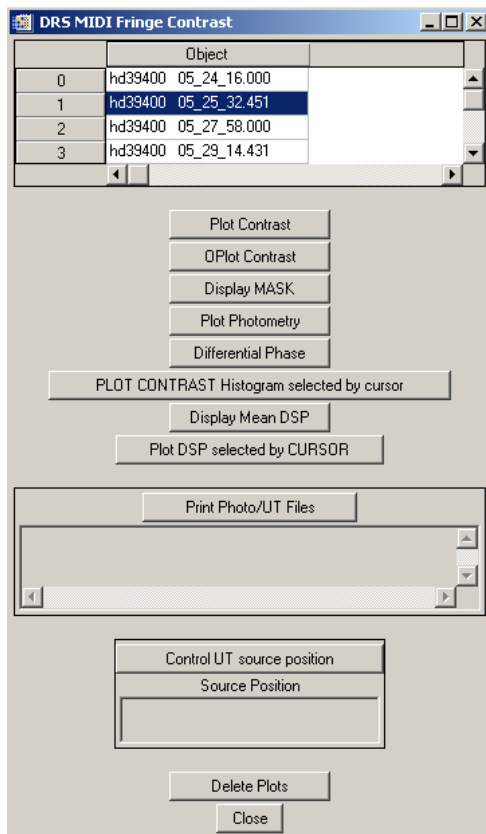 DRS MIDI Fringe Contrast
Object
0 hd39400 05_24_16.000
1 hd39400 05_25_32.451
2 hd39400 05_27_58.000
3 hd39400 05_29_14.431
Plot Contrast
OPlot Contrast
Display MASK
Plot Photometry
Differential Phase
PLOT CONTRAST Histogram selected by cursor
Display Mean DSP
Plot DSP selected by CURSOR
Print Photo/UT Files
Control UT source position
Source Position
Delete Plots
Close